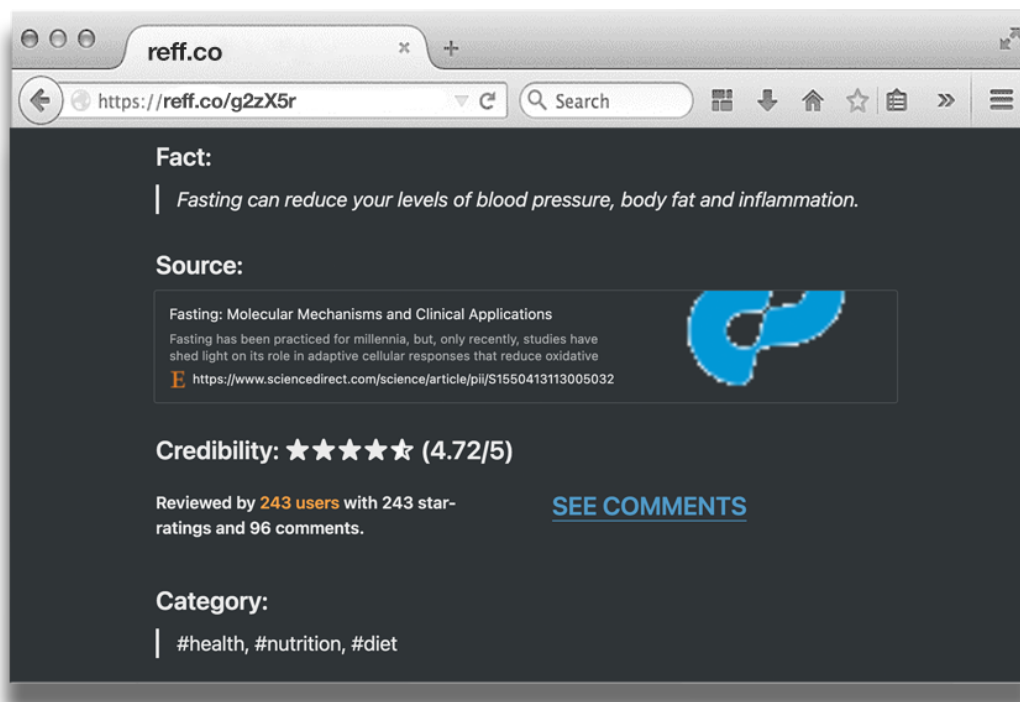 reff.co
https://reff.co/g2zX5r
Search
Fact:
Fasting can reduce your levels of blood pressure, body fat and inflammation.
Source:
Fasting: Molecular Mechanisms and Clinical Applications
Fasting has been practiced for millennia, but, only recently, studies have
shed light on its role in adaptive cellular responses that reduce oxidative
E https://www.sciencedirect.com/science/article/pii/S1550413113005032
Credibility: ★★★★⯪ (4.72/5)
Reviewed by 243 users with 243 star-
ratings and 96 comments.
SEE COMMENTS
Category:
#health, #nutrition, #diet